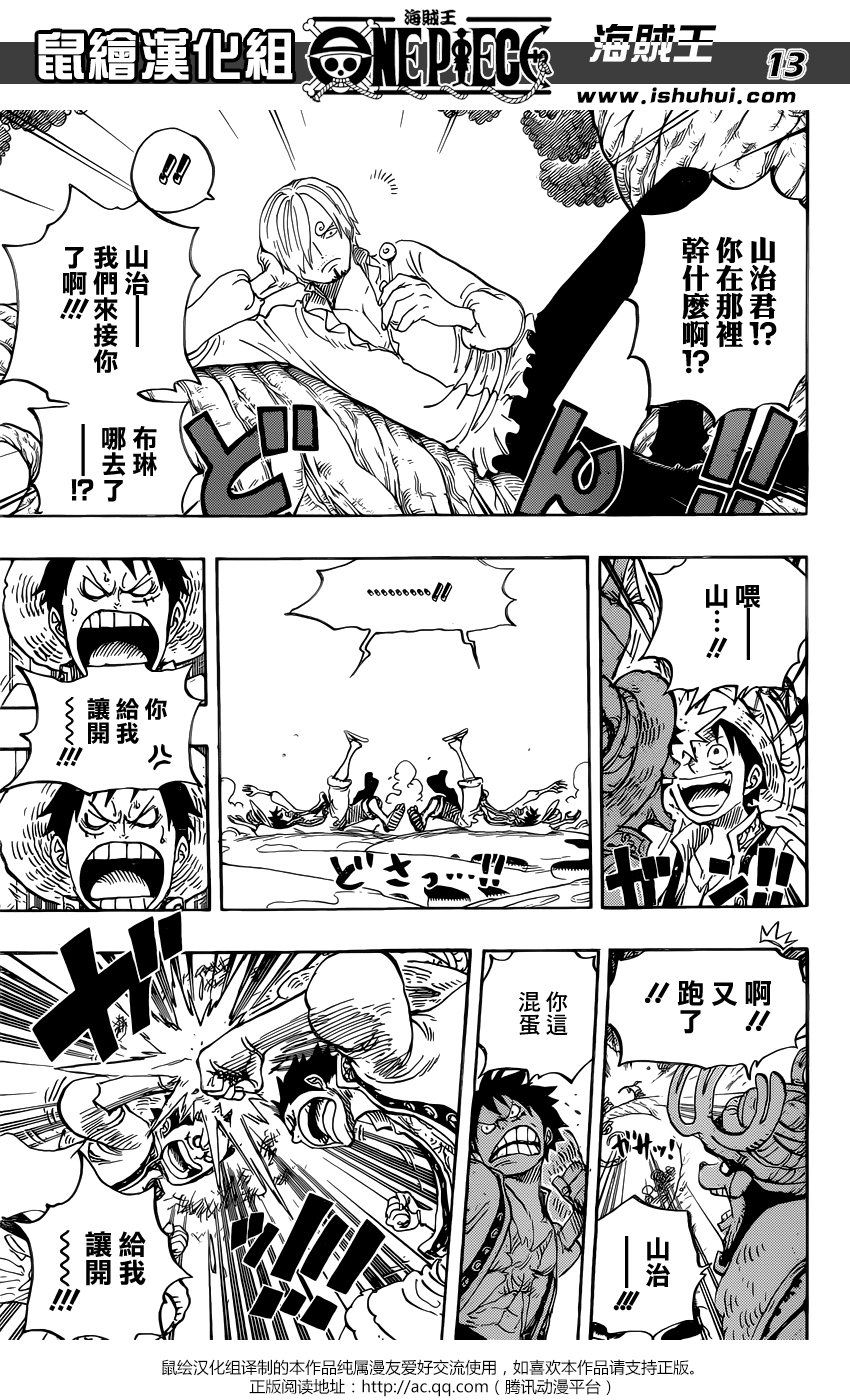 鼠繪漢化組
海賊王
ONE PIECE
海賊王
13
www.ishuhui.com
山治君!?
你在那裡
幹什麼啊!?
!!
山治——
我們來接你
了啊!!!
布琳
哪去了
——!?
どん!!
喂——
山…!!
ガーン!!
…………!!
どさっ…!!
你
給我
讓開
~~!!!
啊
又
跑了!!
!!
ガサッ!
山治
——!!
你這
混蛋
ガン
!!!!
給我
讓開
~~!!!
鼠绘汉化组译制的本作品纯属漫友爱好交流使用，如喜欢本作品请支持正版。
正版阅读地址：http://ac.qq.com（腾讯动漫平台）